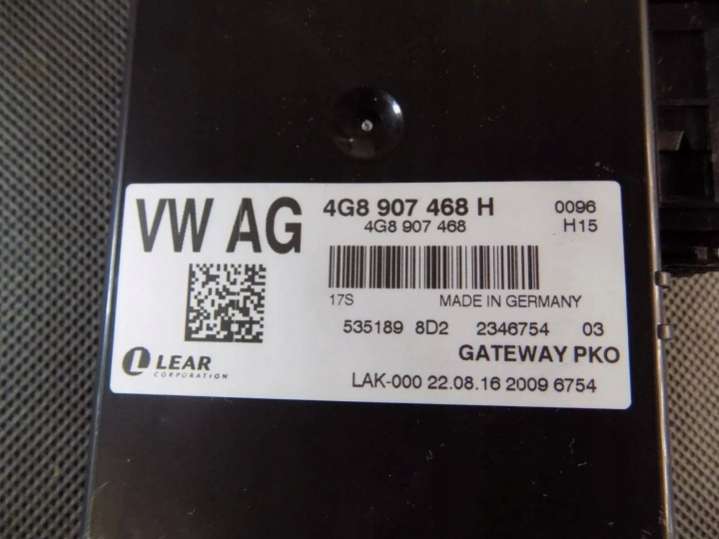 VW AG
4G8 907 468 H 0096
4G8 907 468 H15
17S MADE IN GERMANY
535189 8D2 2346754 03
GATEWAY PKO
LEAR
CORPORATION
LAK-000 22.08.16 2009 6754